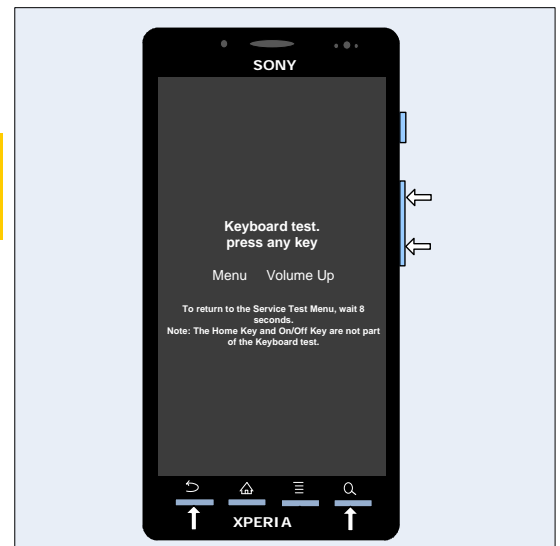 SONY
Keyboard test.
press any key
Menu Volume Up
To return to the Service Test Menu, wait 8
seconds.
Note: The Home Key and On/Off Key are not part
of the Keyboard test.
XPERIA